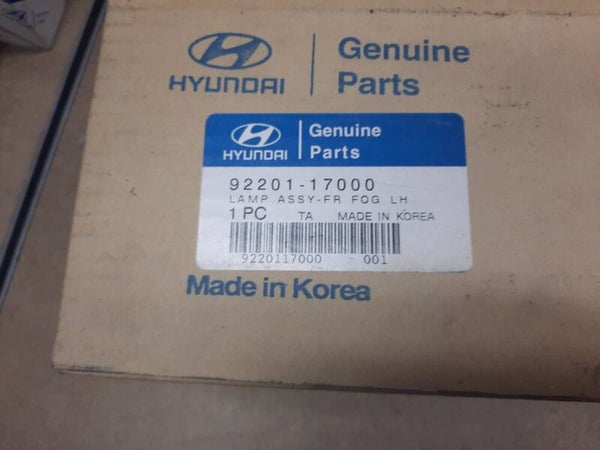 HYUNDAI
Genuine
Parts
HYUNDAI
Genuine
Parts
92201-17000
LAMP ASSY-FR FOG LH
1 PC TA MADE IN KOREA
9220117000 001
Made in Korea